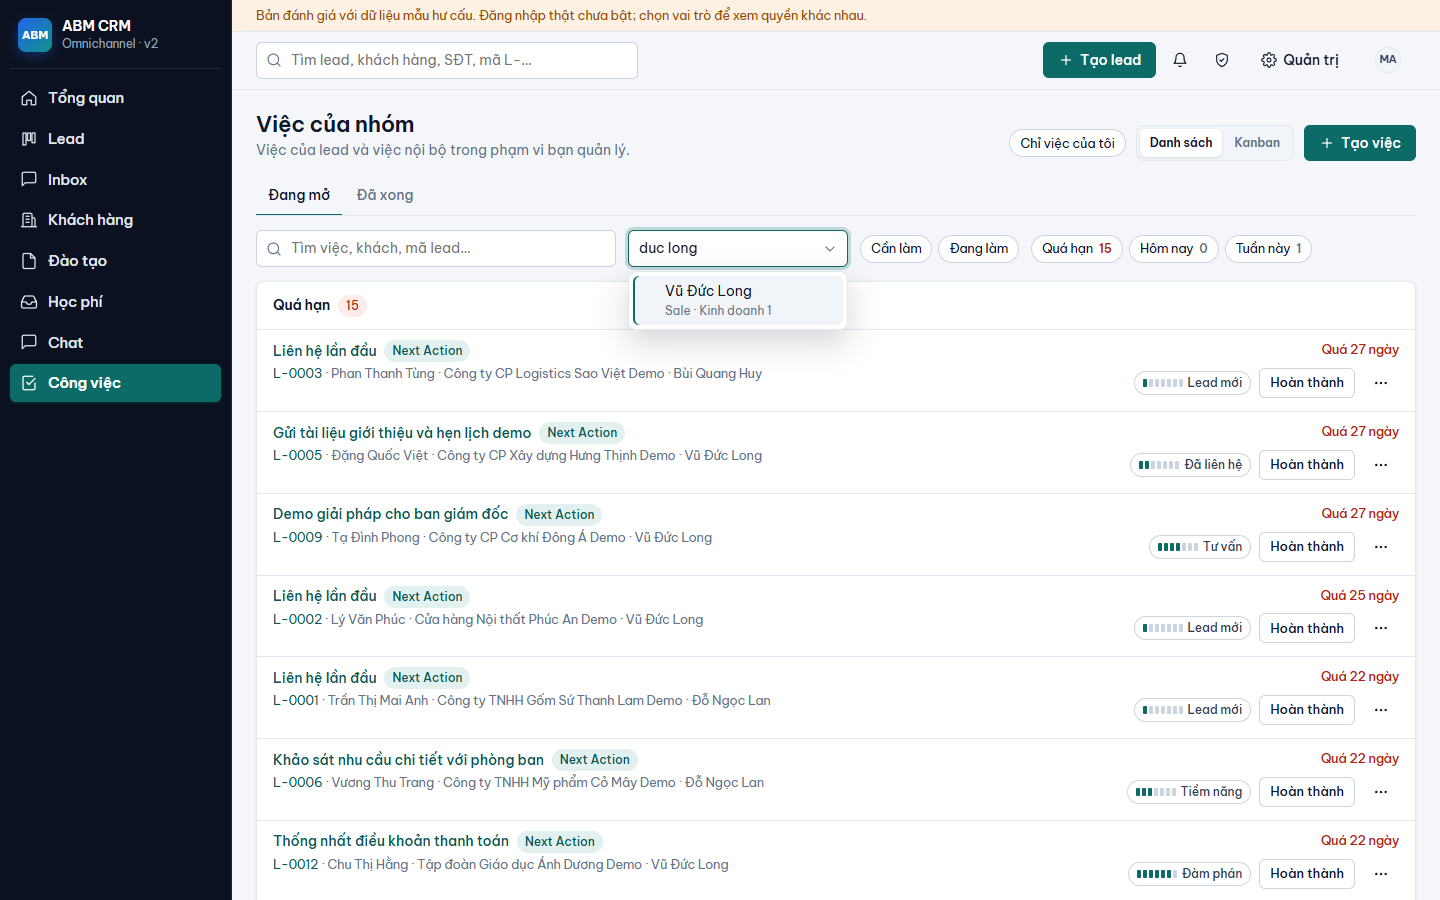 Bản đánh giá với dữ liệu mẫu hư cấu. Đăng nhập thật chưa bật; chọn vai trò để xem quyền khác nhau.
ABM
ABM CRM
Omnichannel · v2
Tổng quan
Lead
Inbox
Khách hàng
Đào tạo
Học phí
Chat
Công việc
Tìm lead, khách hàng, SĐT, mã L-...
Tạo lead
Quản trị
MA
Việc của nhóm
Việc của lead và việc nội bộ trong phạm vi bạn quản lý.
Chỉ việc của tôi
Danh sách
Kanban
Tạo việc
Đang mở
Đã xong
Tìm việc, khách, mã lead...
duc long
Cần làm
Đang làm
Quá hạn 15
Hôm nay 0
Tuần này 1
Vũ Đức Long
Sale · Kinh doanh 1
Quá hạn 15
Liên hệ lần đầu Next Action
L-0003 · Phan Thanh Tùng · Công ty CP Logistics Sao Việt Demo · Bùi Quang Huy
Quá 27 ngày
Lead mới Hoàn thành
Gửi tài liệu giới thiệu và hẹn lịch demo Next Action
L-0005 · Đặng Quốc Việt · Công ty CP Xây dựng Hưng Thịnh Demo · Vũ Đức Long
Quá 27 ngày
Đã liên hệ Hoàn thành
Demo giải pháp cho ban giám đốc Next Action
L-0009 · Tạ Đình Phong · Công ty CP Cơ khí Đông Á Demo · Vũ Đức Long
Quá 27 ngày
Tư vấn Hoàn thành
Liên hệ lần đầu Next Action
L-0002 · Lý Văn Phúc · Cửa hàng Nội thất Phúc An Demo · Vũ Đức Long
Quá 25 ngày
Lead mới Hoàn thành
Liên hệ lần đầu Next Action
L-0001 · Trần Thị Mai Anh · Công ty TNHH Gốm Sứ Thanh Lam Demo · Đỗ Ngọc Lan
Quá 22 ngày
Lead mới Hoàn thành
Khảo sát nhu cầu chi tiết với phòng ban Next Action
L-0006 · Vương Thu Trang · Công ty TNHH Mỹ phẩm Cỏ Mây Demo · Đỗ Ngọc Lan
Quá 22 ngày
Tiềm năng Hoàn thành
Thống nhất điều khoản thanh toán Next Action
L-0012 · Chu Thị Hằng · Tập đoàn Giáo dục Ánh Dương Demo · Vũ Đức Long
Quá 22 ngày
Đàm phán Hoàn thành